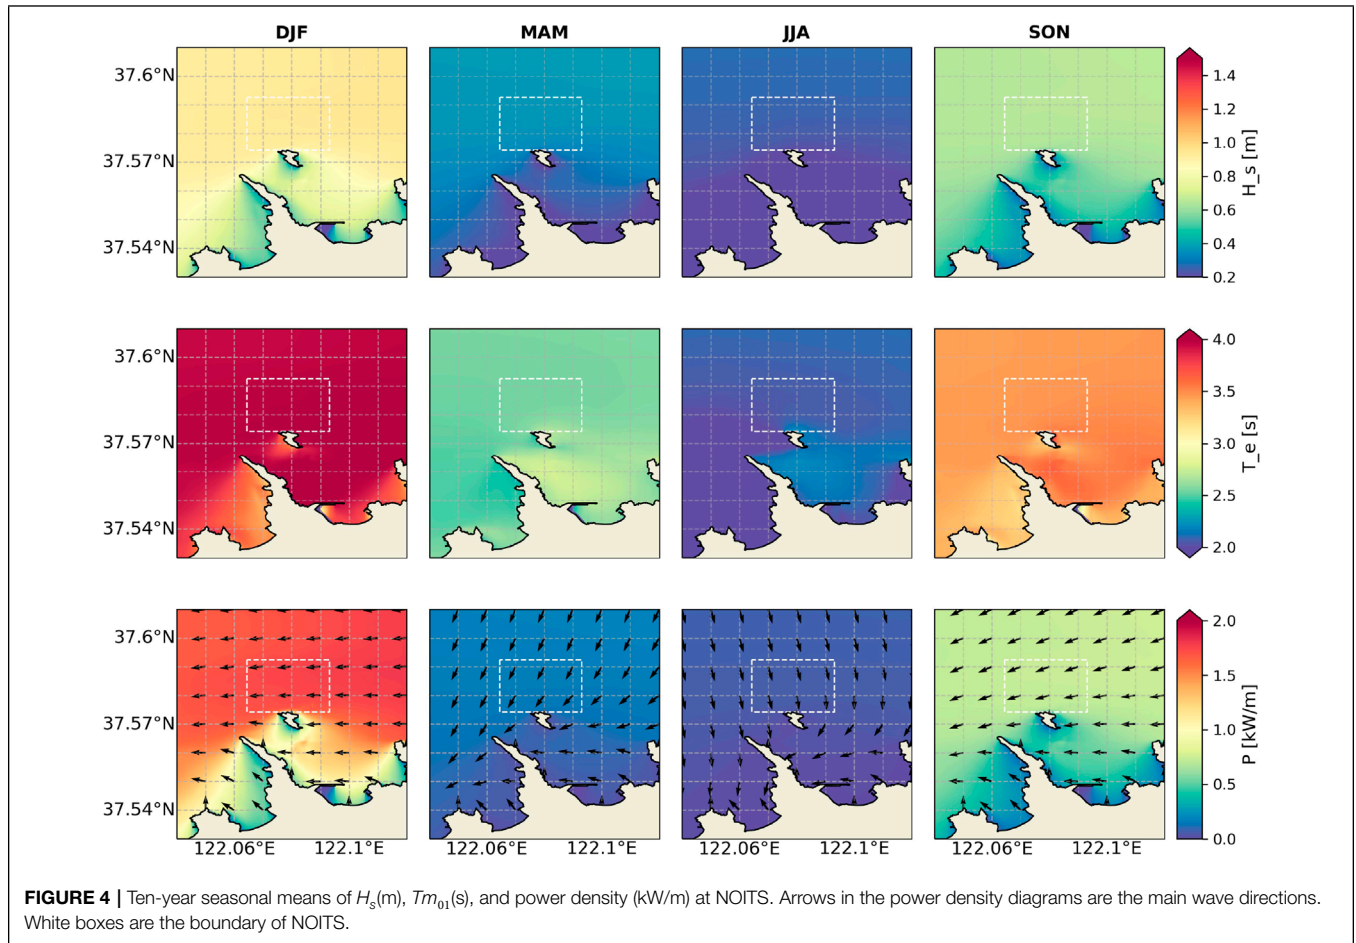 DJF MAM JJA SON
37.6°N
37.57°N
37.54°N
1.4
1.2
1.0
0.8
0.6
0.4
0.2
H_s [m]
37.6°N
37.57°N
37.54°N
4.0
3.5
3.0
2.5
2.0
T_e [s]
37.6°N
37.57°N
37.54°N
2.0
1.5
1.0
0.5
0.0
P [kW/m]
122.06°E 122.1°E 122.06°E 122.1°E 122.06°E 122.1°E 122.06°E 122.1°E
FIGURE 4 | Ten-year seasonal means of Hs(m), Tm01(s), and power density (kW/m) at NOITS. Arrows in the power density diagrams are the main wave directions.
White boxes are the boundary of NOITS.